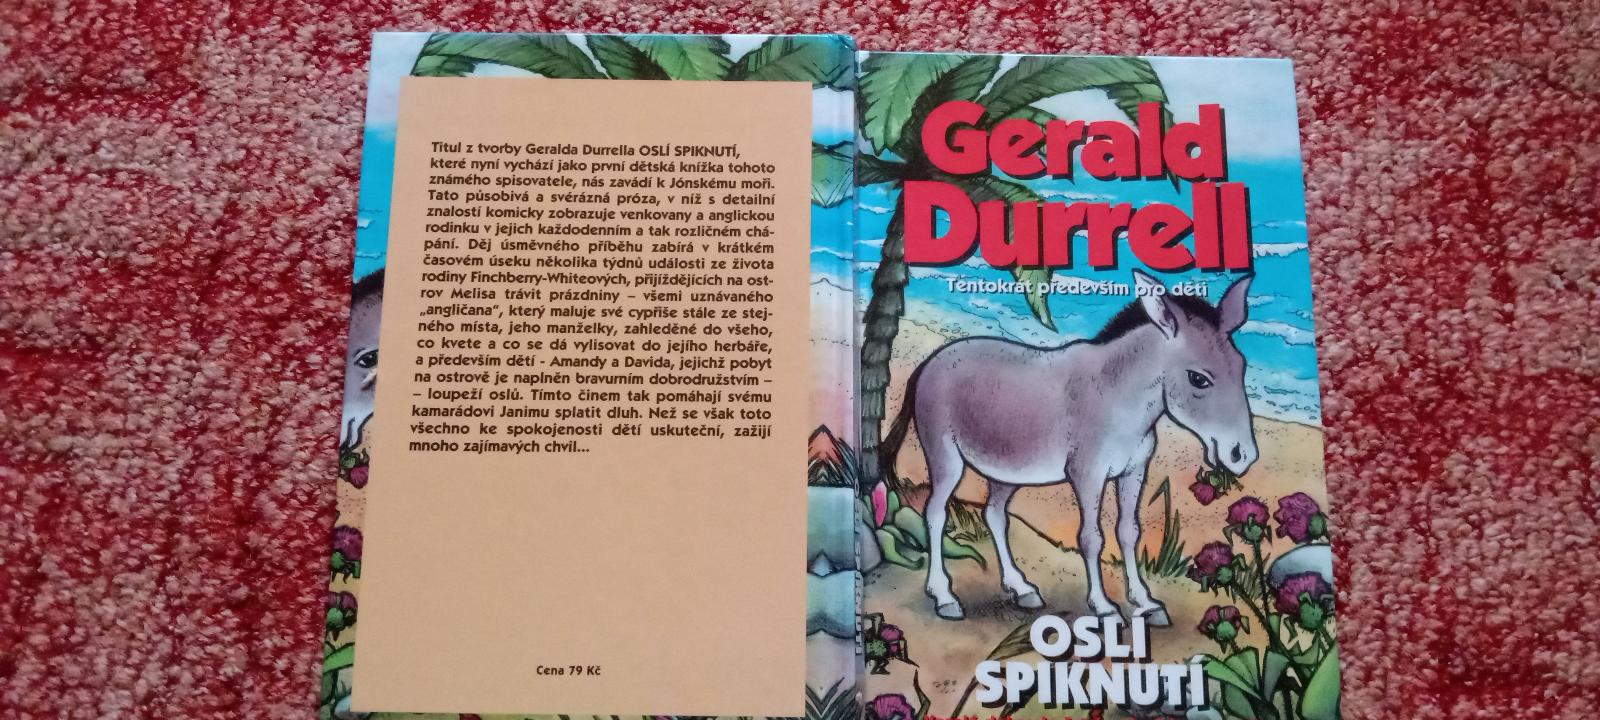 Titul z tvorby Geralda Durrella OSLÍ SPIKNUTÍ,
které nyní vychází jako první dětská knížka tohoto
známého spisovatele, nás zavádí k Jónskému moři.
Tato působivá a svérázná próza, v níž s detailní
znalostí komicky zobrazuje venkovany a anglickou
rodinku v jejich každodenním a tak rozličném chá-
pání. Děj úsměvného příběhu zabírá v krátkém
časovém úseku několika týdnů události ze života
rodiny Finchberry-Whiteových, přijíždějících na ost-
rov Melisa trávit prázdniny – všemi uznávaného
„angličana“, který maluje své cypřiše stále ze stej-
ného místa, jeho manželky, zahleděné do všeho,
co kvete a co se dá vylisovat do jejího herbáře,
a především dětí - Amandy a Davida, jejichž pobyt
na ostrově je naplněn bravurním dobrodružstvím –
– loupeží oslů. Tímto činem tak pomáhají svému
kamarádovi Janimu splatit dluh. Než se však toto
všechno ke spokojenosti dětí uskuteční, zažijí
mnoho zajímavých chvil...
Cena 79 Kč
Gerald
Durrell
Tentokrát především pro děti
OSLÍ
SPIKNUTÍ